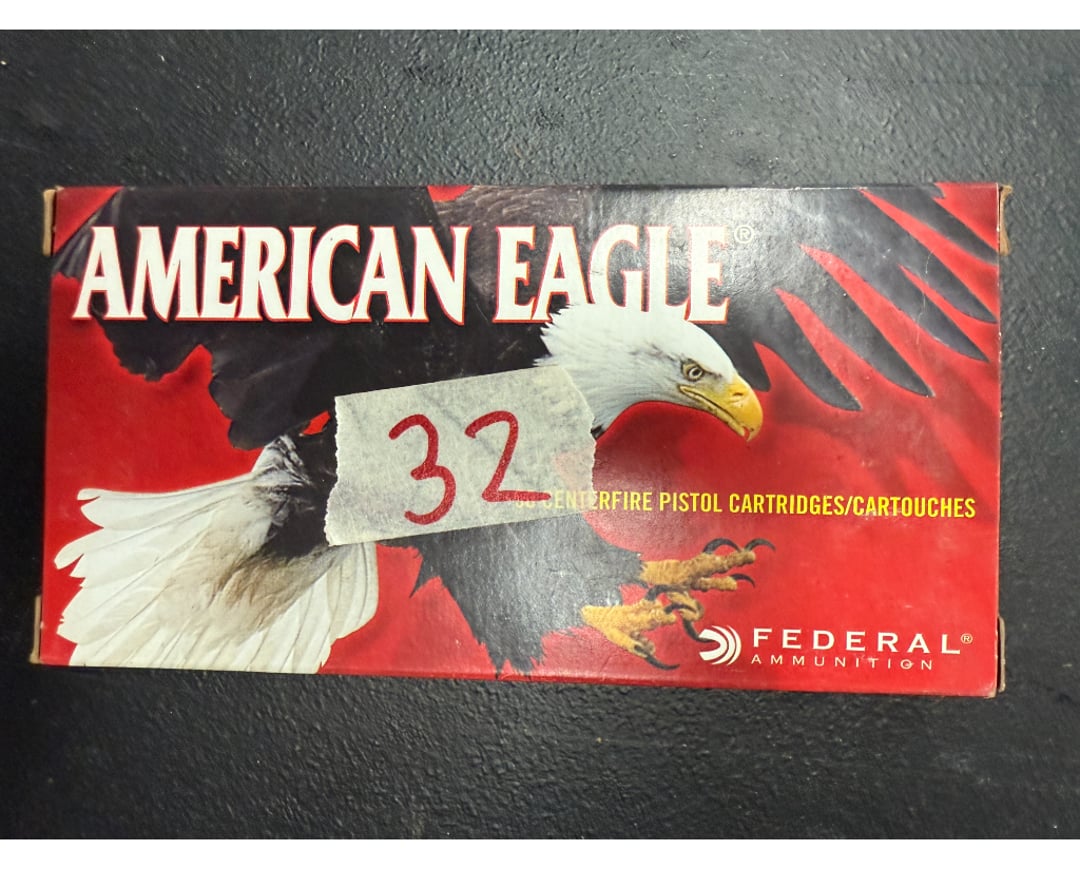 AMERICAN EAGLE®
32
CENTERFIRE PISTOL CARTRIDGES/CARTOUCHES
FEDERAL®
AMMUNITION